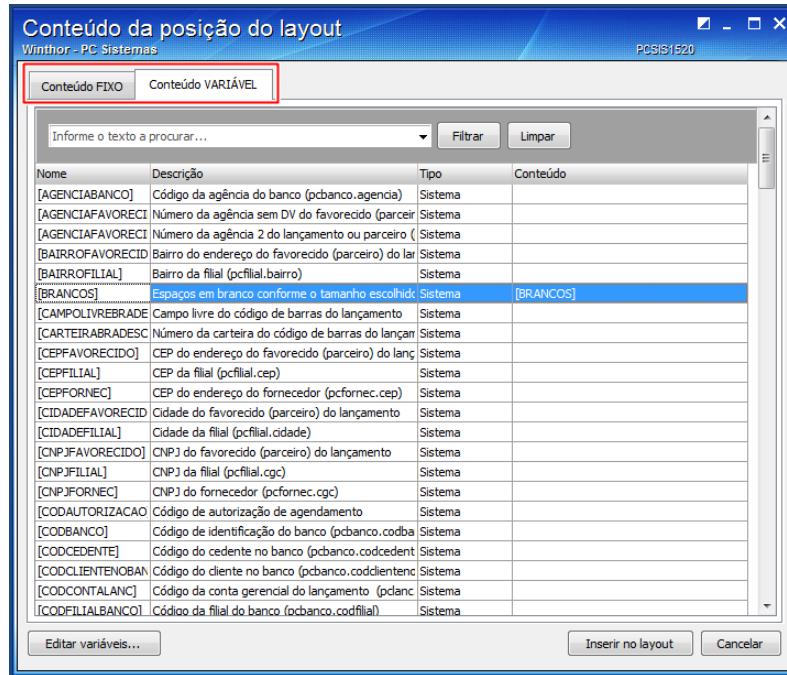 Conteúdo da posição do layout
Winthor - PC Sistemas PCSIS1520
Conteúdo FIXO Conteúdo VARIÁVEL
Informe o texto a procurar... Filtrar Limpar
Nome Descrição Tipo Conteúdo
[AGENCIABANCO] Código da agência do banco (pcbanco.agencia) Sistema
[AGENCIAFAVORECI Número da agência sem DV do favorecido (parceir Sistema
[AGENCIAFAVORECI Número da agência 2 do lançamento ou parceiro ( Sistema
[BAIRROFAVORECID Bairro do endereço do favorecido (parceiro) do lar Sistema
[BAIRROFILIAL] Bairro da filial (pcfilial.bairro) Sistema
[BRANCOS] Espaços em branco conforme o tamanho escolhido Sistema [BRANCOS]
[CAMPOLIVREBRADE Campo livre do código de barras do lançamento Sistema
[CARTEIRABRADESC Número da carteira do código de barras do lançam Sistema
[CEPFAVORECIDO] CEP do endereço do favorecido (parceiro) do lanç Sistema
[CEPFILIAL] CEP da filial (pcfilial.cep) Sistema
[CEPFORNEC] CEP do endereço do fornecedor (pcfornec.cep) Sistema
[CIDADEFAVORECID Cidade do favorecido (parceiro) do lançamento Sistema
[CIDADEFILIAL] Cidade da filial (pcfilial.cidade) Sistema
[CNPJFAVORECIDO] CNPJ do favorecido (parceiro) do lançamento Sistema
[CNPJFILIAL] CNPJ da filial (pcfilial.cgc) Sistema
[CNPJFORNEC] CNPJ do fornecedor (pcfornec.cgc) Sistema
[CODAUTORIZACAO Código de autorização de agendamento Sistema
[CODBANCO] Código de identificação do banco (pcbanco.codba Sistema
[CODCEDENTE] Código do cedente no banco (pcbanco.codcedent Sistema
[CODCLIENTENOBAN Código do cliente no banco (pcbanco.codclientenc Sistema
[CODCONTALANC] Código da conta gerencial do lançamento (pclanc. Sistema
[CODFILIALBANCO] Código da filial do banco (pcbanco.codfilial) Sistema
Editar variáveis... Inserir no layout Cancelar